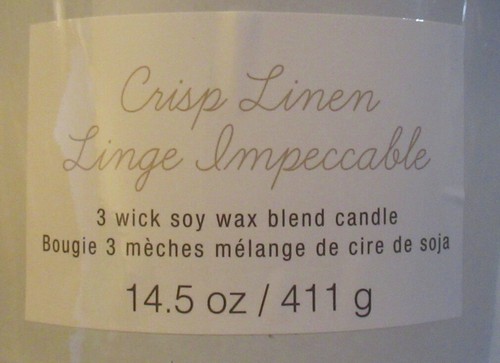 Crisp Linen
Linge Impeccable
3 wick soy wax blend candle
Bougie 3 mèches mélange de cire de soja
14.5 oz / 411 g